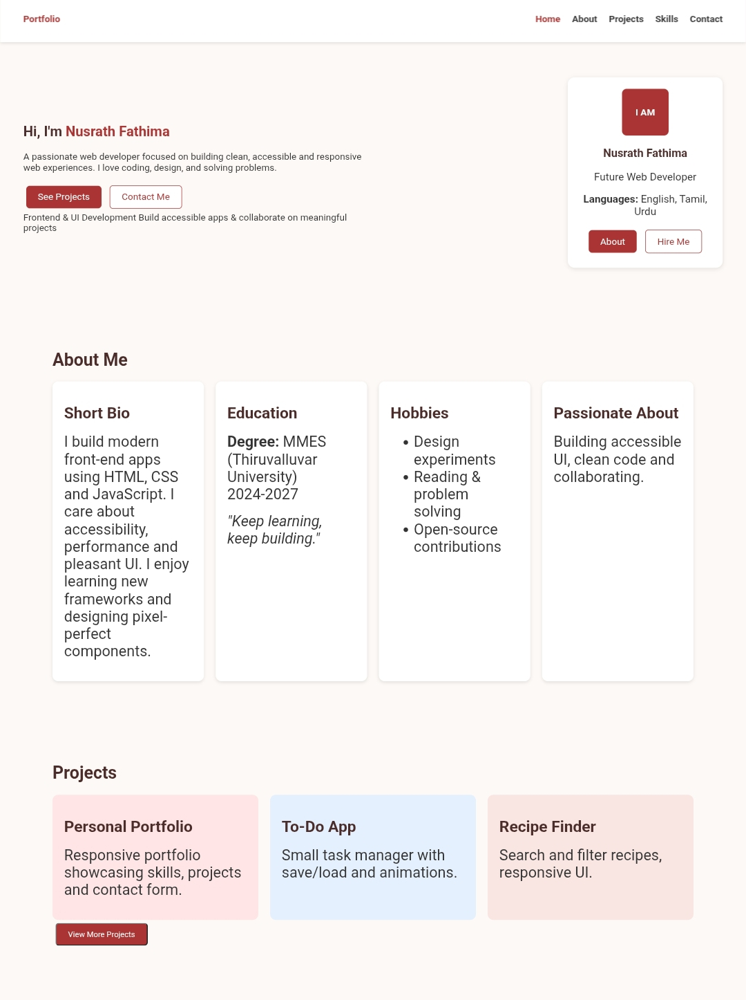 Portfolio
Home About Projects Skills Contact
Hi, I'm Nusrath Fathima
A passionate web developer focused on building clean, accessible and responsive
web experiences. I love coding, design, and solving problems.
See Projects Contact Me
Frontend & UI Development Build accessible apps & collaborate on meaningful
projects
I AM
Nusrath Fathima
Future Web Developer
Languages: English, Tamil,
Urdu
About Hire Me
About Me
Short Bio
I build modern
front-end apps
using HTML, CSS
and JavaScript. I
care about
accessibility,
performance and
pleasant UI. I enjoy
learning new
frameworks and
designing pixel-
perfect
components.
Education
Degree: MMES
(Thiruvalluvar
University)
2024-2027
"Keep learning,
keep building."
Hobbies
• Design
experiments
• Reading &
problem
solving
• Open-source
contributions
Passionate About
Building accessible
UI, clean code and
collaborating.
Projects
Personal Portfolio
Responsive portfolio
showcasing skills, projects
and contact form.
To-Do App
Small task manager with
save/load and animations.
Recipe Finder
Search and filter recipes,
responsive UI.
View More Projects